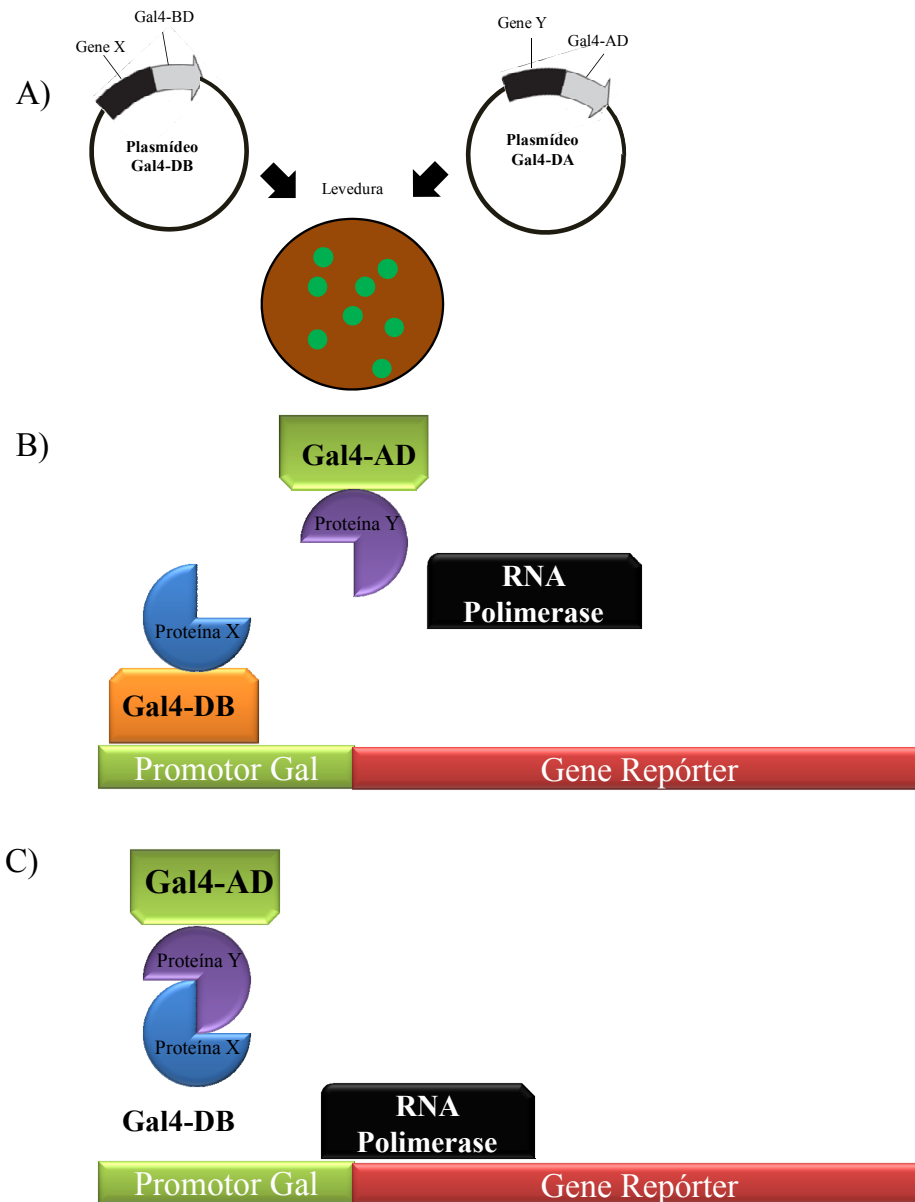 A)
Gene X
Gal4-BD
Plasmídeo
Gal4-DB
Gene Y
Gal4-AD
Plasmídeo
Gal4-DA
Levedura
B)
Gal4-AD
Proteína Y
RNA
Polimerase
Proteína X
Gal4-DB
Promotor Gal
Gene Repórter
C)
Gal4-AD
Proteína Y
Proteína X
Gal4-DB
RNA
Polimerase
Promotor Gal
Gene Repórter